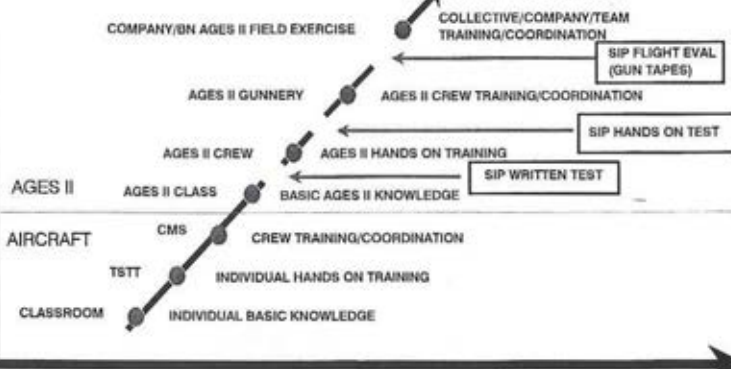 COMPANY/BN AGES II FIELD EXERCISE
COLLECTIVE/COMPANY/TEAM
TRAINING/COORDINATION
SIP FLIGHT EVAL
(GUN TAPES)
AGES II GUNNERY
AGES II CREW TRAINING/COORDINATION
SIP HANDS ON TEST
AGES II CREW
AGES II HANDS ON TRAINING
SIP WRITTEN TEST
AGES II
AGES II CLASS
BASIC AGES II KNOWLEDGE
AIRCRAFT
CMS
CREW TRAINING/COORDINATION
TSTT
INDIVIDUAL HANDS ON TRAINING
CLASSROOM
INDIVIDUAL BASIC KNOWLEDGE